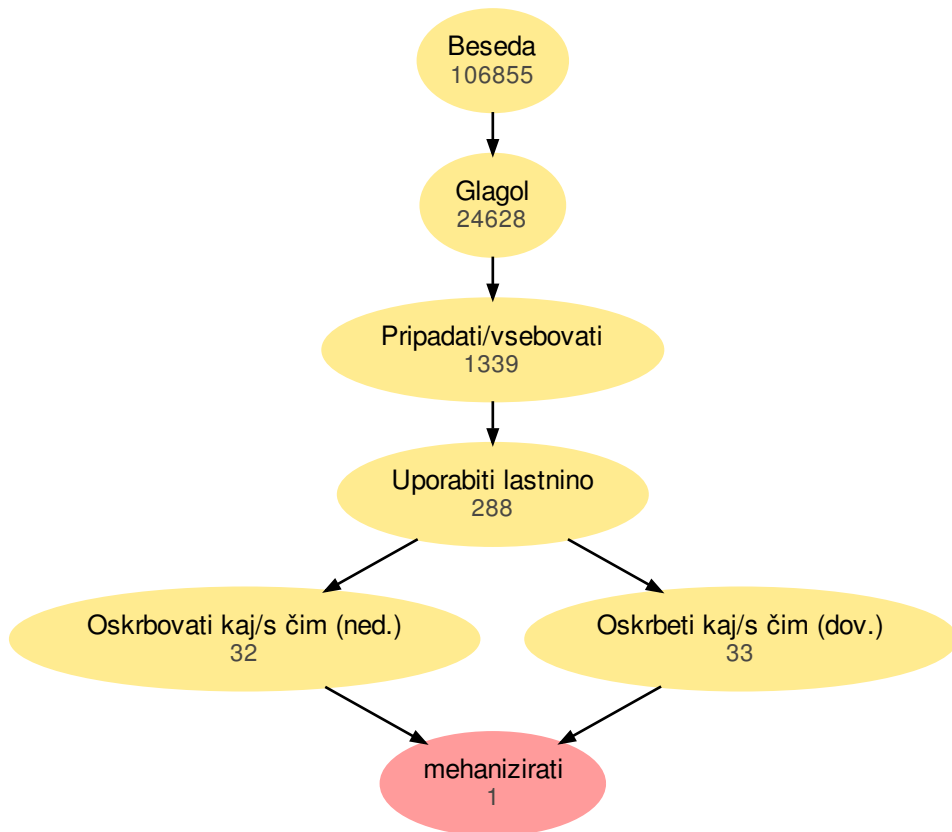 Beseda
106855
Glagol
24628
Pripadati/vsebovati
1339
Uporabiti lastnino
288
Oskrbovati kaj/s čim (ned.)
32
Oskrbeti kaj/s čim (dov.)
33
mehanizirati
1